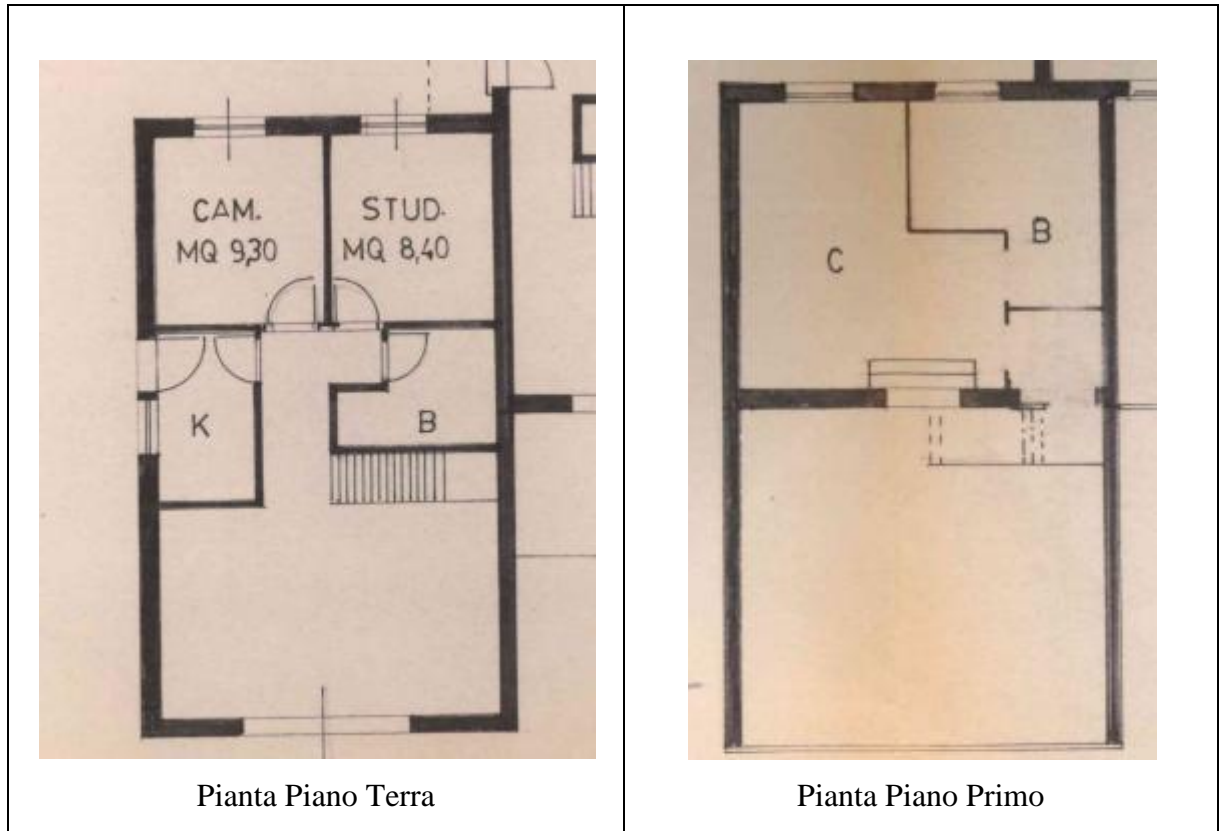 CAM.
MQ 9,30
STUD.
MQ 8,40
K
B
Pianta Piano Terra
C
B
Pianta Piano Primo